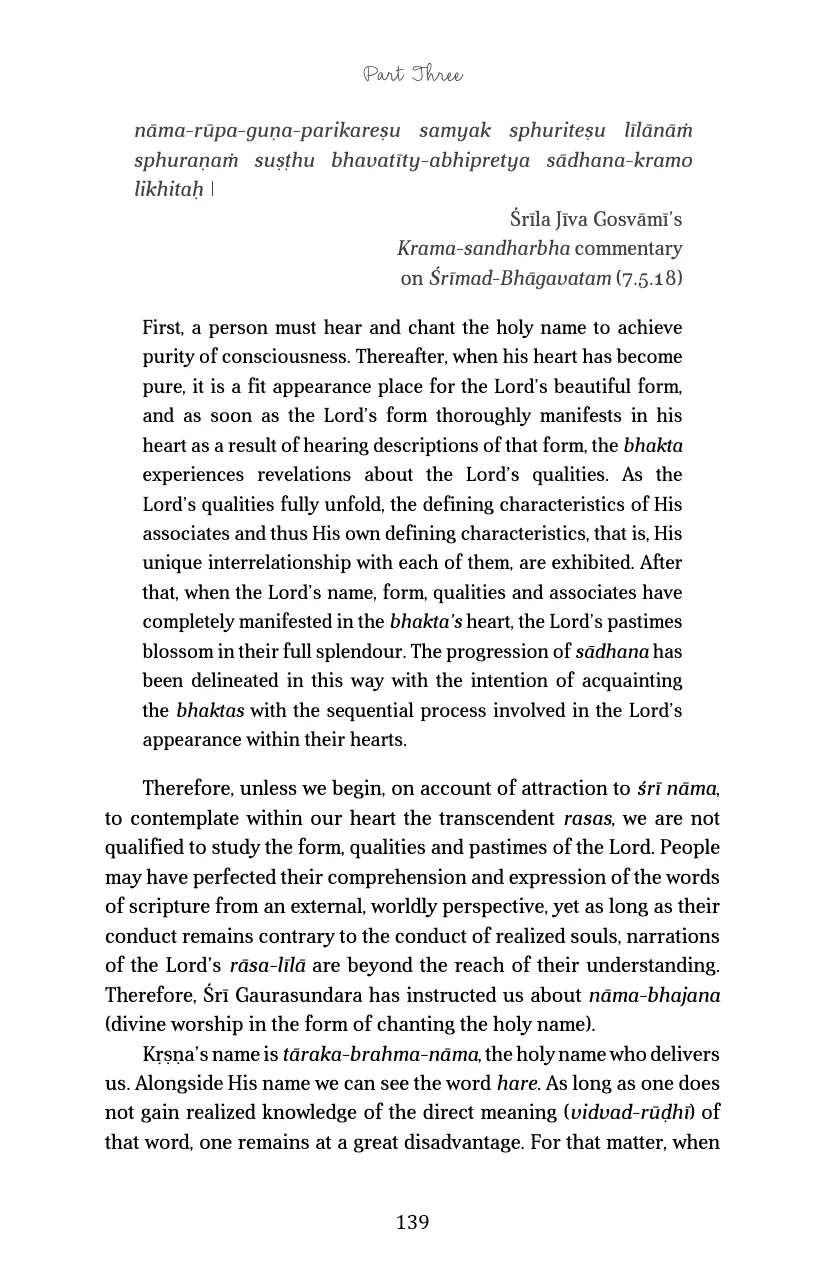 Part Three
nāma-rūpa-guṇa-parikareṣu samyak sphuriteṣu līlānāṁ
sphuraṇaṁ suṣṭhu bhavatīty-abhipretya sādhana-kramo
likhitaḥ |
Śrīla Jīva Gosvāmī’s
Krama-sandharbha commentary
on Śrīmad-Bhāgavatam (7.5.18)
First, a person must hear and chant the holy name to achieve
purity of consciousness. Thereafter, when his heart has become
pure, it is a fit appearance place for the Lord’s beautiful form,
and as soon as the Lord’s form thoroughly manifests in his
heart as a result of hearing descriptions of that form, the bhakta
experiences revelations about the Lord’s qualities. As the
Lord’s qualities fully unfold, the defining characteristics of His
associates and thus His own defining characteristics, that is, His
unique interrelationship with each of them, are exhibited. After
that, when the Lord’s name, form, qualities and associates have
completely manifested in the bhakta’s heart, the Lord’s pastimes
blossom in their full splendour. The progression of sādhana has
been delineated in this way with the intention of acquainting
the bhaktas with the sequential process involved in the Lord’s
appearance within their hearts.
Therefore, unless we begin, on account of attraction to śrī nāma,
to contemplate within our heart the transcendent rasas, we are not
qualified to study the form, qualities and pastimes of the Lord. People
may have perfected their comprehension and expression of the words
of scripture from an external, worldly perspective, yet as long as their
conduct remains contrary to the conduct of realized souls, narrations
of the Lord’s rāsa-līlā are beyond the reach of their understanding.
Therefore, Śrī Gaurasundara has instructed us about nāma-bhajana
(divine worship in the form of chanting the holy name).
Kṛṣṇa’s name is tāraka-brahma-nāma, the holy name who delivers
us. Alongside His name we can see the word hare. As long as one does
not gain realized knowledge of the direct meaning (vidvad-rūḍhī) of
that word, one remains at a great disadvantage. For that matter, when
139